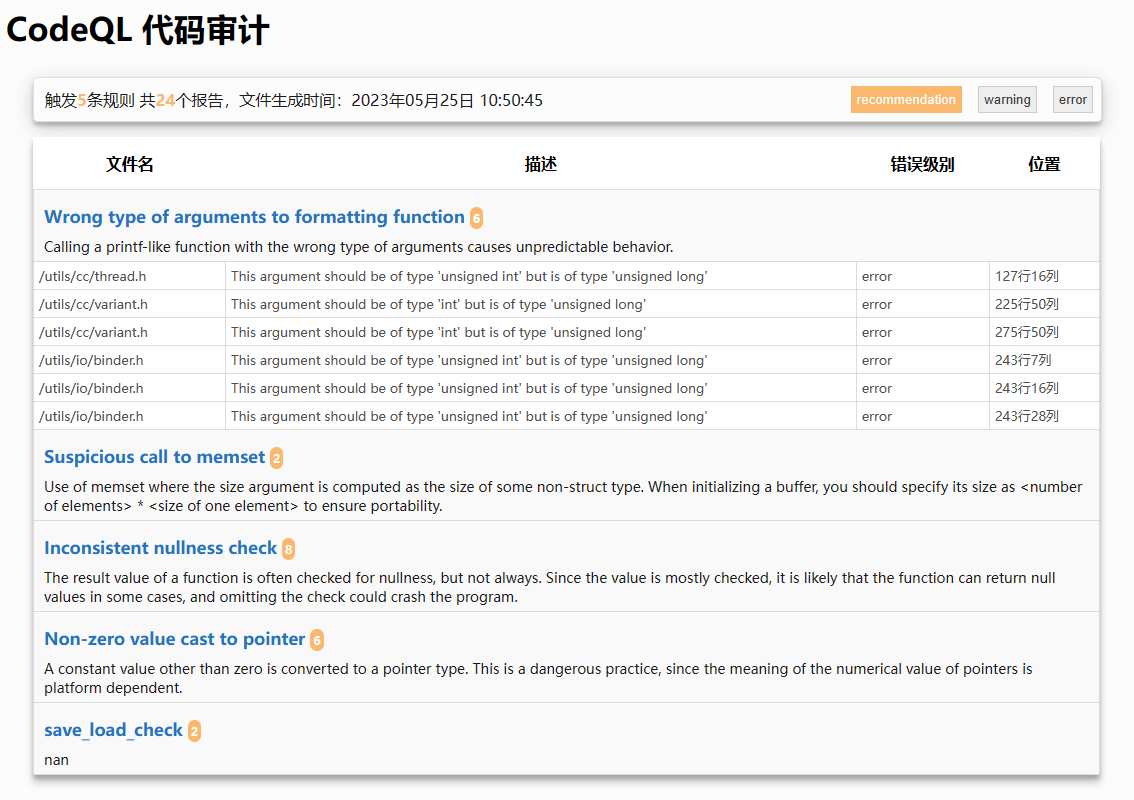 CodeQL 代码审计
触发5条规则 共24个报告，文件生成时间：2023年05月25日 10:50:45 recommendation warning error
文件名 描述 错误级别 位置
Wrong type of arguments to formatting function 6
Calling a printf-like function with the wrong type of arguments causes unpredictable behavior.
/utils/cc/thread.h This argument should be of type 'unsigned int' but is of type 'unsigned long' error 127行16列
/utils/cc/variant.h This argument should be of type 'int' but is of type 'unsigned long' error 225行50列
/utils/cc/variant.h This argument should be of type 'int' but is of type 'unsigned long' error 275行50列
/utils/io/binder.h This argument should be of type 'unsigned int' but is of type 'unsigned long' error 243行7列
/utils/io/binder.h This argument should be of type 'unsigned int' but is of type 'unsigned long' error 243行16列
/utils/io/binder.h This argument should be of type 'unsigned int' but is of type 'unsigned long' error 243行28列
Suspicious call to memset 2
Use of memset where the size argument is computed as the size of some non-struct type. When initializing a buffer, you should specify its size as <number
of elements> * <size of one element> to ensure portability.
Inconsistent nullness check 8
The result value of a function is often checked for nullness, but not always. Since the value is mostly checked, it is likely that the function can return null
values in some cases, and omitting the check could crash the program.
Non-zero value cast to pointer 6
A constant value other than zero is converted to a pointer type. This is a dangerous practice, since the meaning of the numerical value of pointers is
platform dependent.
save_load_check 2
nan